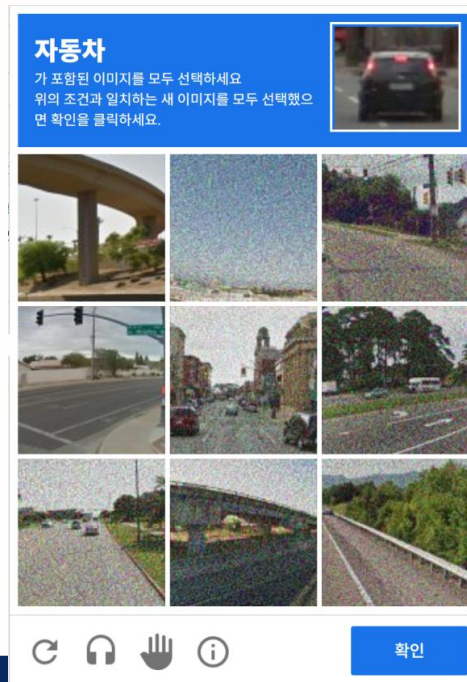 자동차
가 포함된 이미지를 모두 선택하세요
위의 조건과 일치하는 새 이미지를 모두 선택했으
면 확인을 클릭하세요.
확인